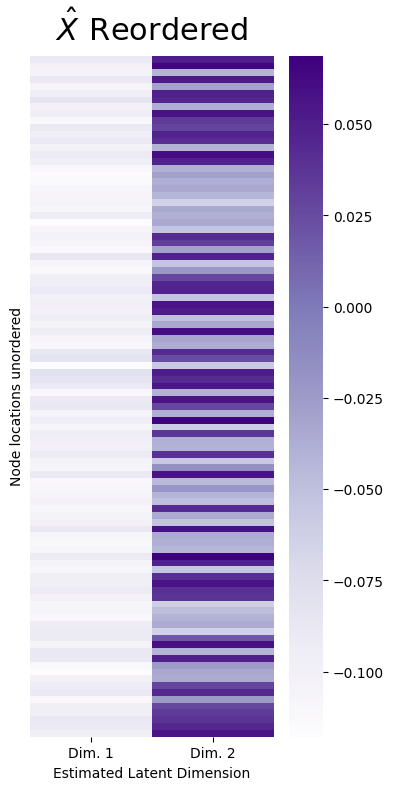 X̂ Reordered
0.050
0.025
0.000
−0.025
−0.050
−0.075
−0.100
Node locations unordered
Dim. 1 Dim. 2
Estimated Latent Dimension